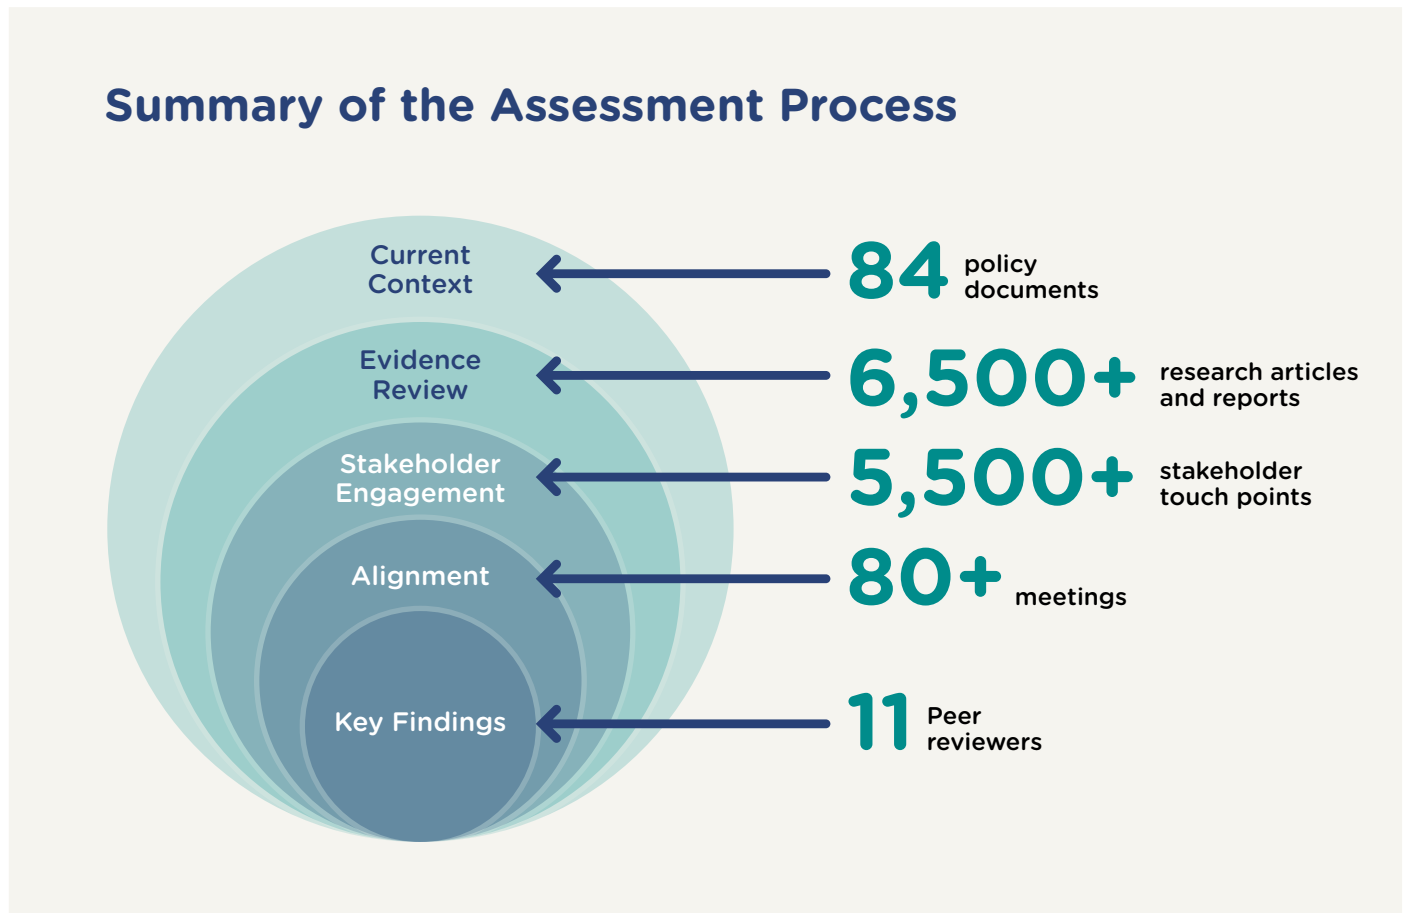 Summary of the Assessment Process
Current
Context
84
policy
documents
Evidence
Review
6,500+
research articles
and reports
Stakeholder
Engagement
5,500+
stakeholder
touch points
Alignment
80+
meetings
Key Findings
11
Peer
reviewers